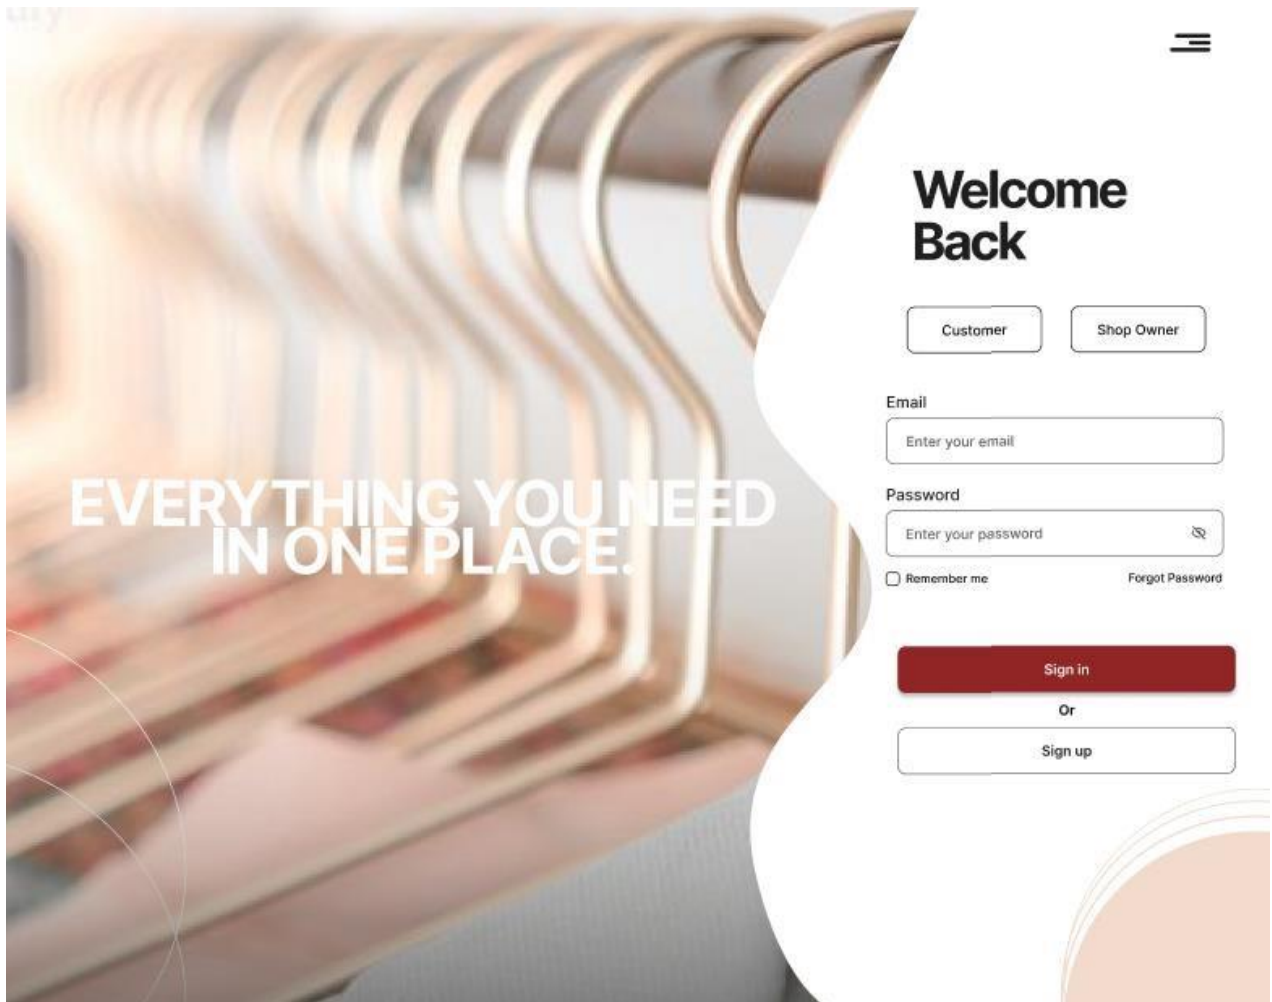 EVERYTHING YOU NEED
IN ONE PLACE.
Welcome
Back
Customer
Shop Owner
Email
Enter your email
Password
Enter your password
Remember me
Forgot Password
Sign in
Or
Sign up